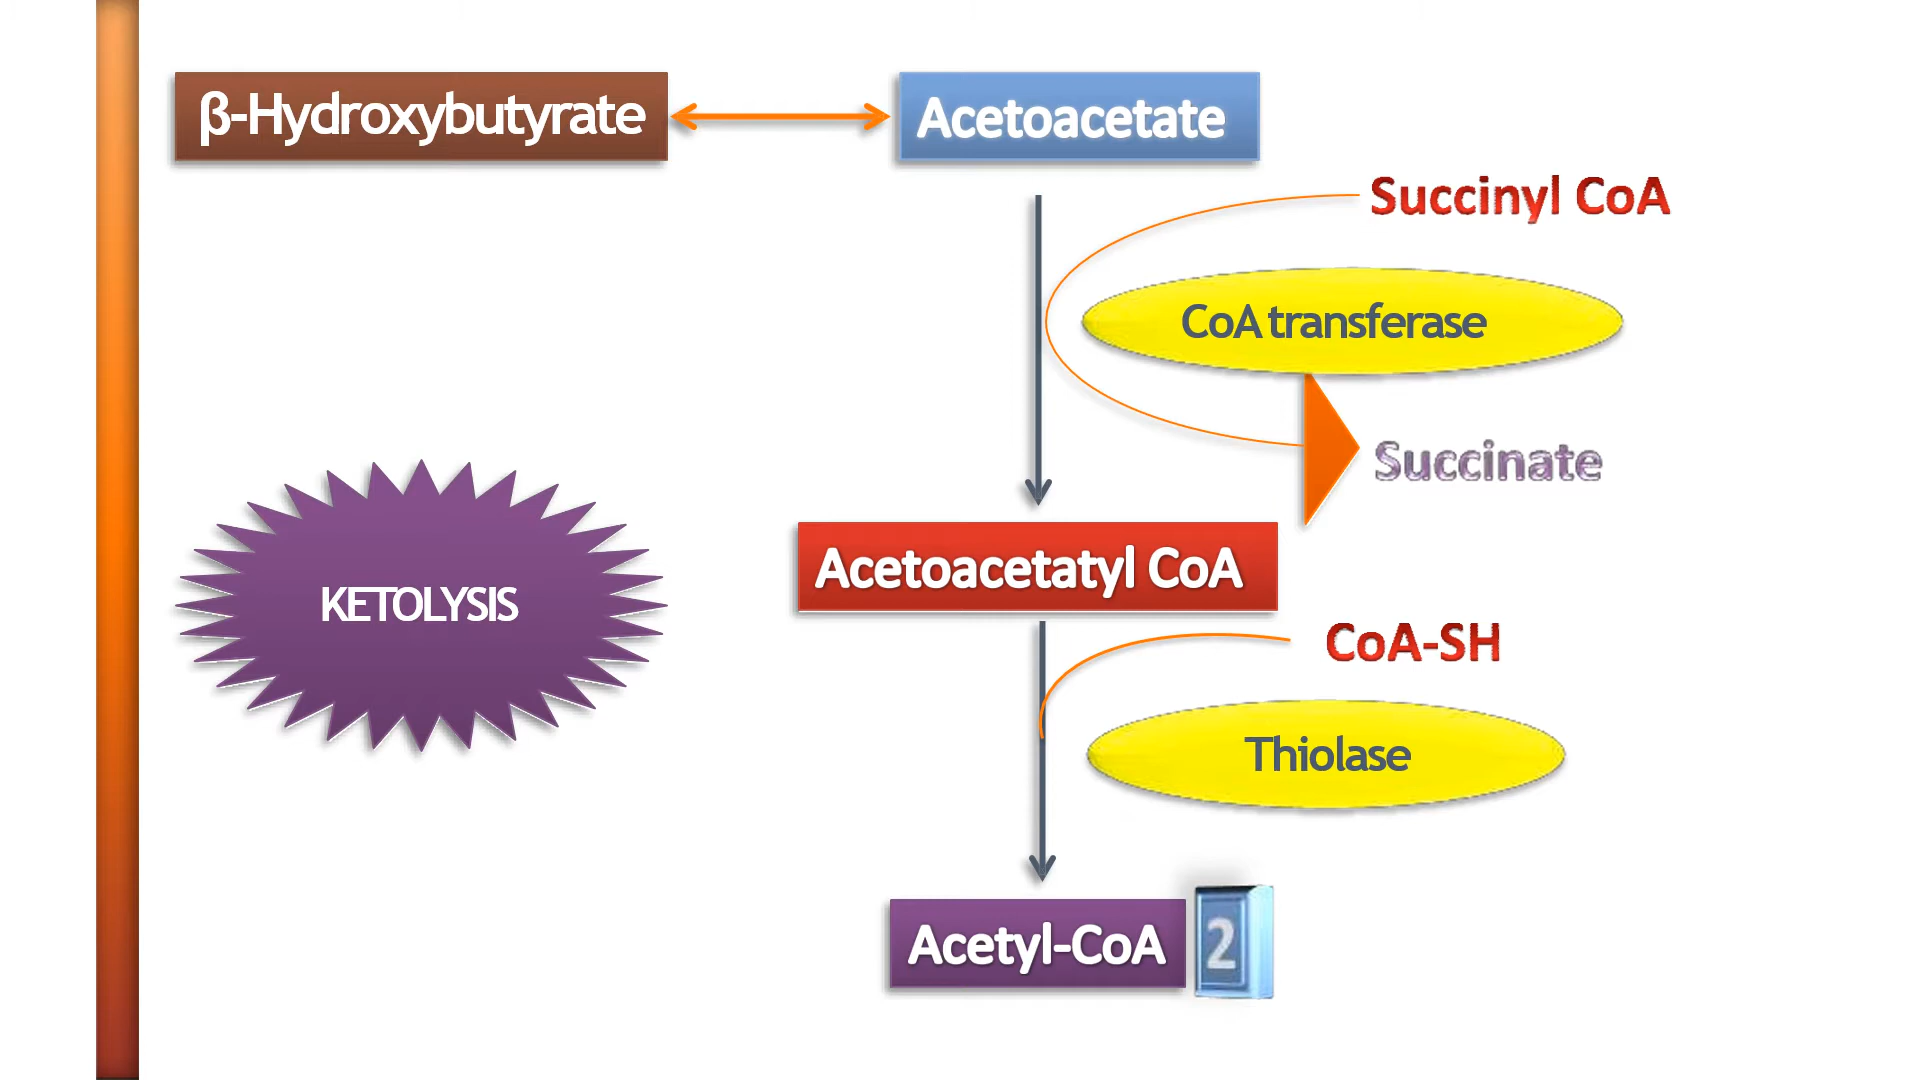 β-Hydroxybutyrate
Acetoacetate
Succinyl CoA
CoA transferase
Succinate
Acetoacetatyl CoA
KETOLYSIS
CoA-SH
Thiolase
Acetyl-CoA
2